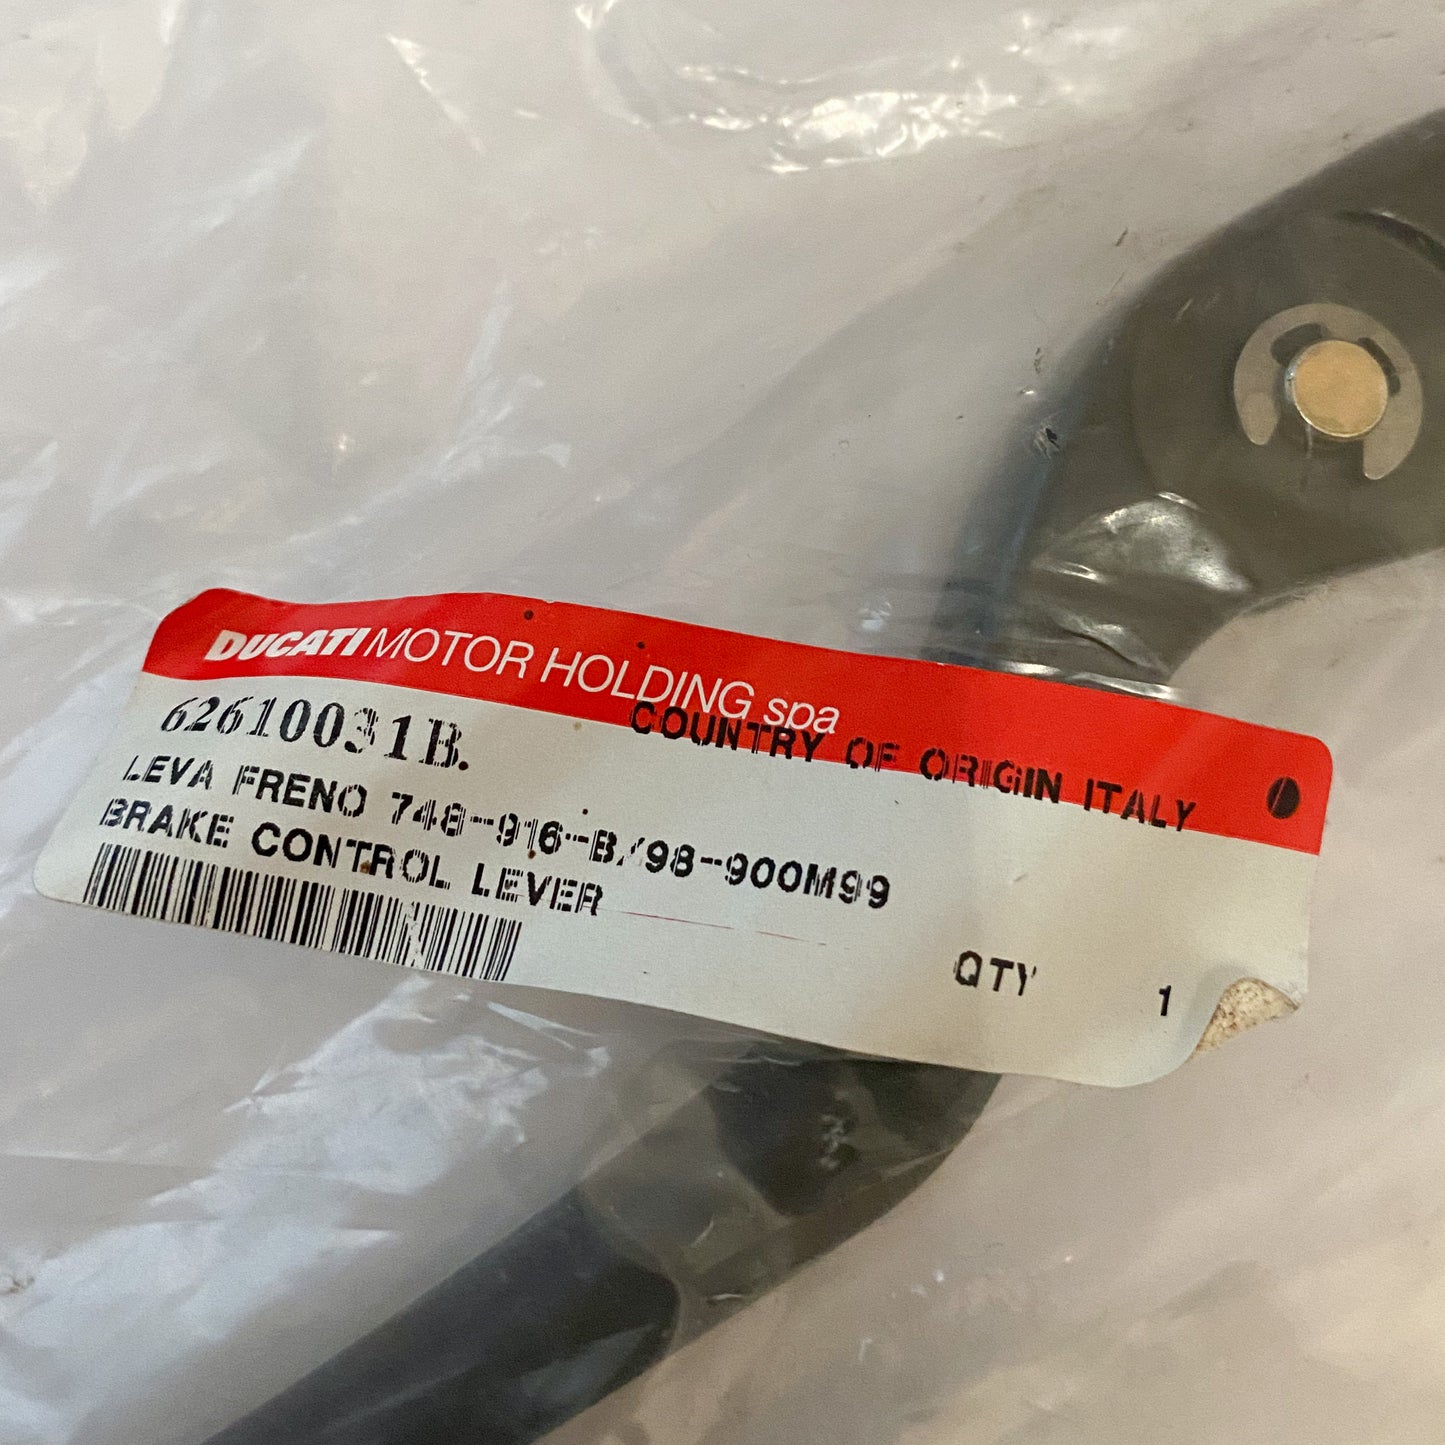 DUCATI MOTOR HOLDING spa
COUNTRY OF ORIGIN ITALY
62610031B.
LEVA FRENO 748-916-B/98-900M99
BRAKE CONTROL LEVER
QTY 1